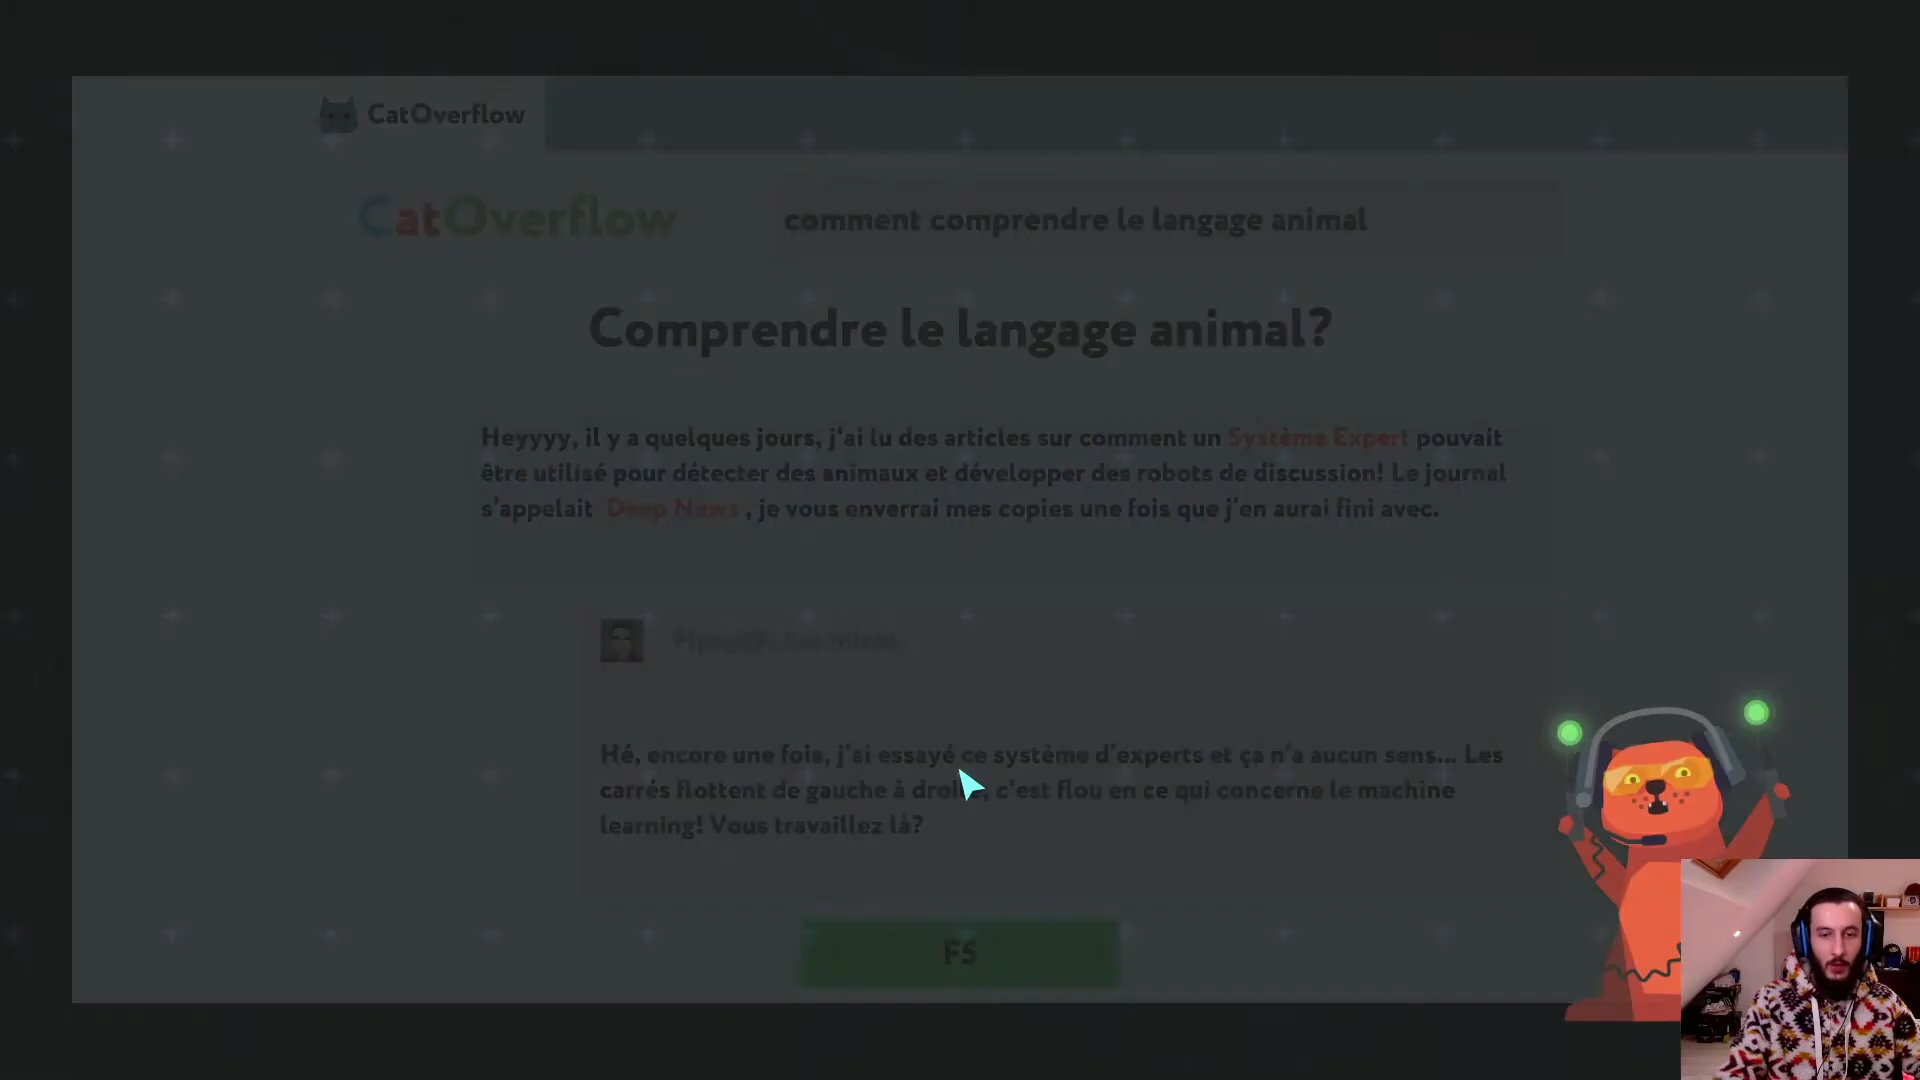 CatOverflow
CatOverflow
comment comprendre le langage animal
Comprendre le langage animal?
Heyyyy, il y a quelques jours, j'ai lu des articles sur comment un Système Expert pouvait
être utilisé pour détecter des animaux et développer des robots de discussion! Le journal
s'appelait Deep News , je vous enverrai mes copies une fois que j'en aurai fini avec.
Hé, encore une fois, j'ai essayé ce système d'experts et ça n'a aucun sens... Les
carrés flottent de gauche à droite, c'est flou en ce qui concerne le machine
learning! Vous travaillez là?
F5